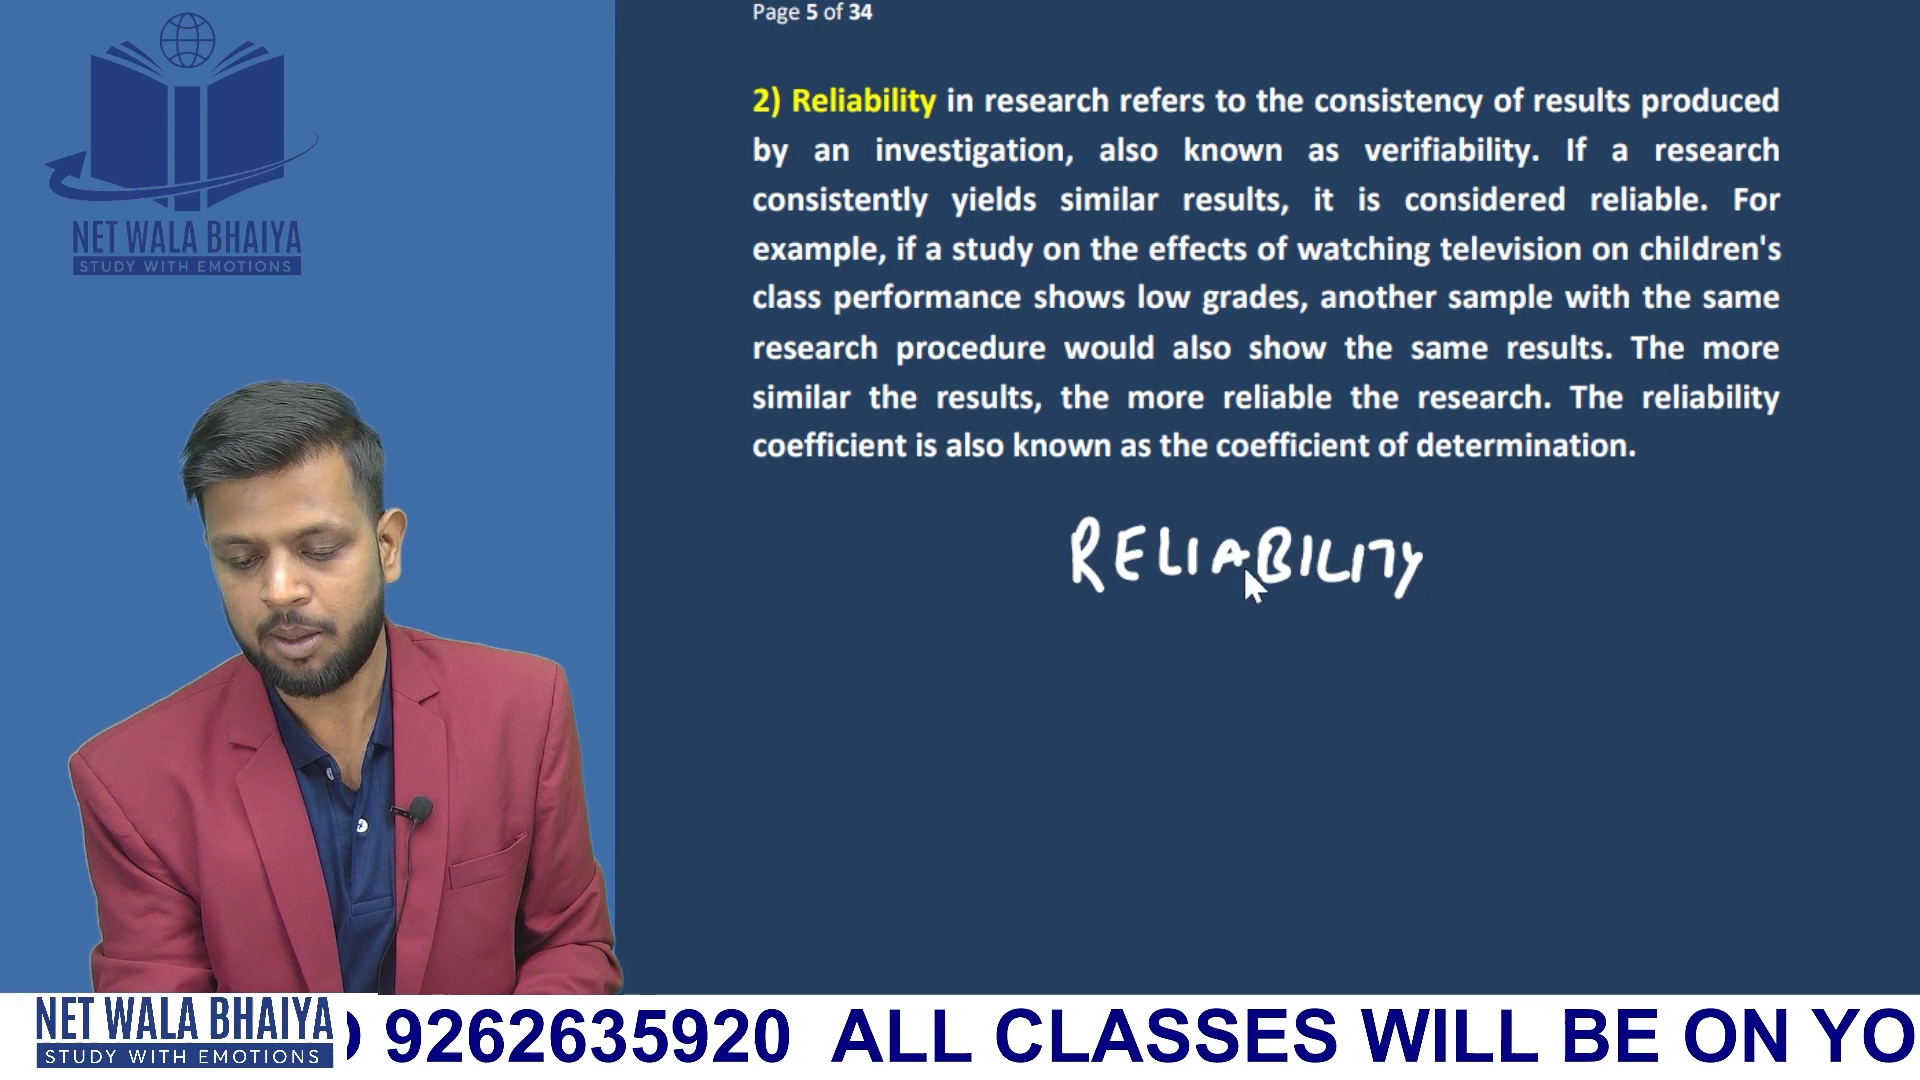 Page 5 of 34
2) Reliability in research refers to the consistency of results produced
by an investigation, also known as verifiability. If a research
consistently yields similar results, it is considered reliable. For
example, if a study on the effects of watching television on children's
class performance shows low grades, another sample with the same
research procedure would also show the same results. The more
similar the results, the more reliable the research. The reliability
coefficient is also known as the coefficient of determination.
RELIABILITY
NET WALA BHAIYA
STUDY WITH EMOTIONS
NET WALA BHAIYA
STUDY WITH EMOTIONS
9262635920 ALL CLASSES WILL BE ON YO